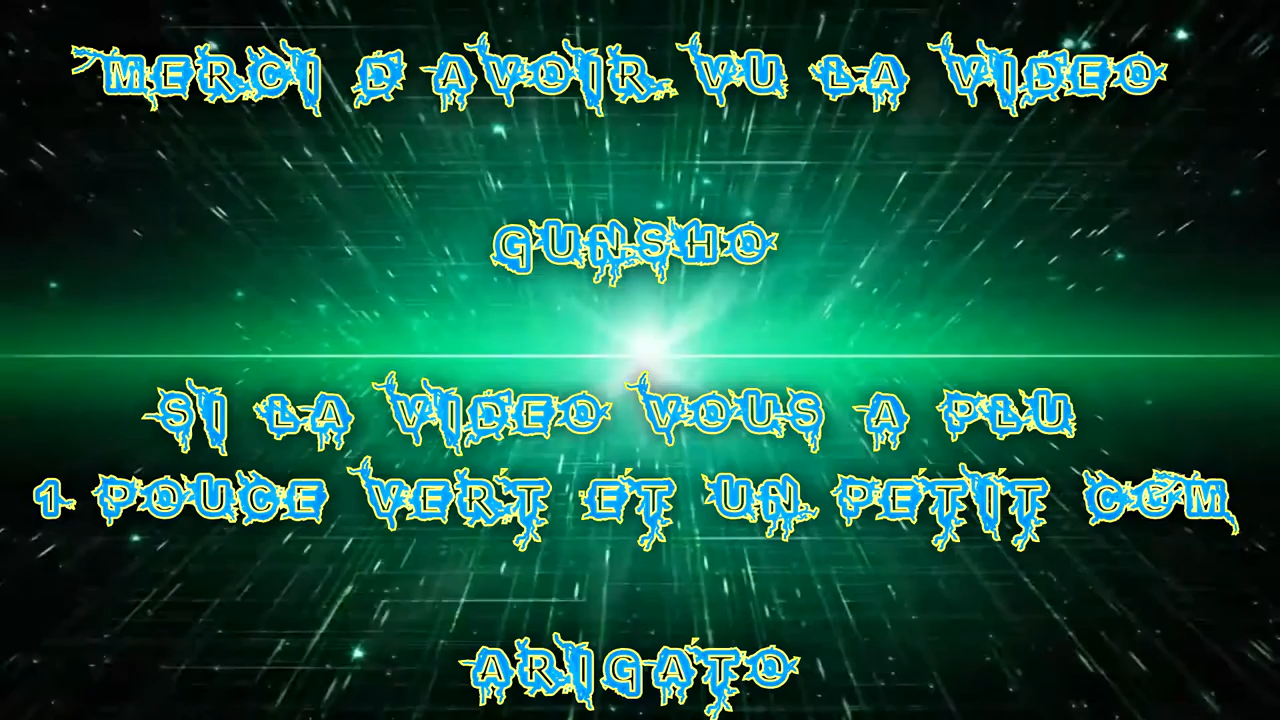 MERCI D AVOIR VU LA VIDEO
GUNSHO
SI LA VIDEO VOUS A PLU
1 POUCE VERT ET UN PETIT COM
ARIGATO